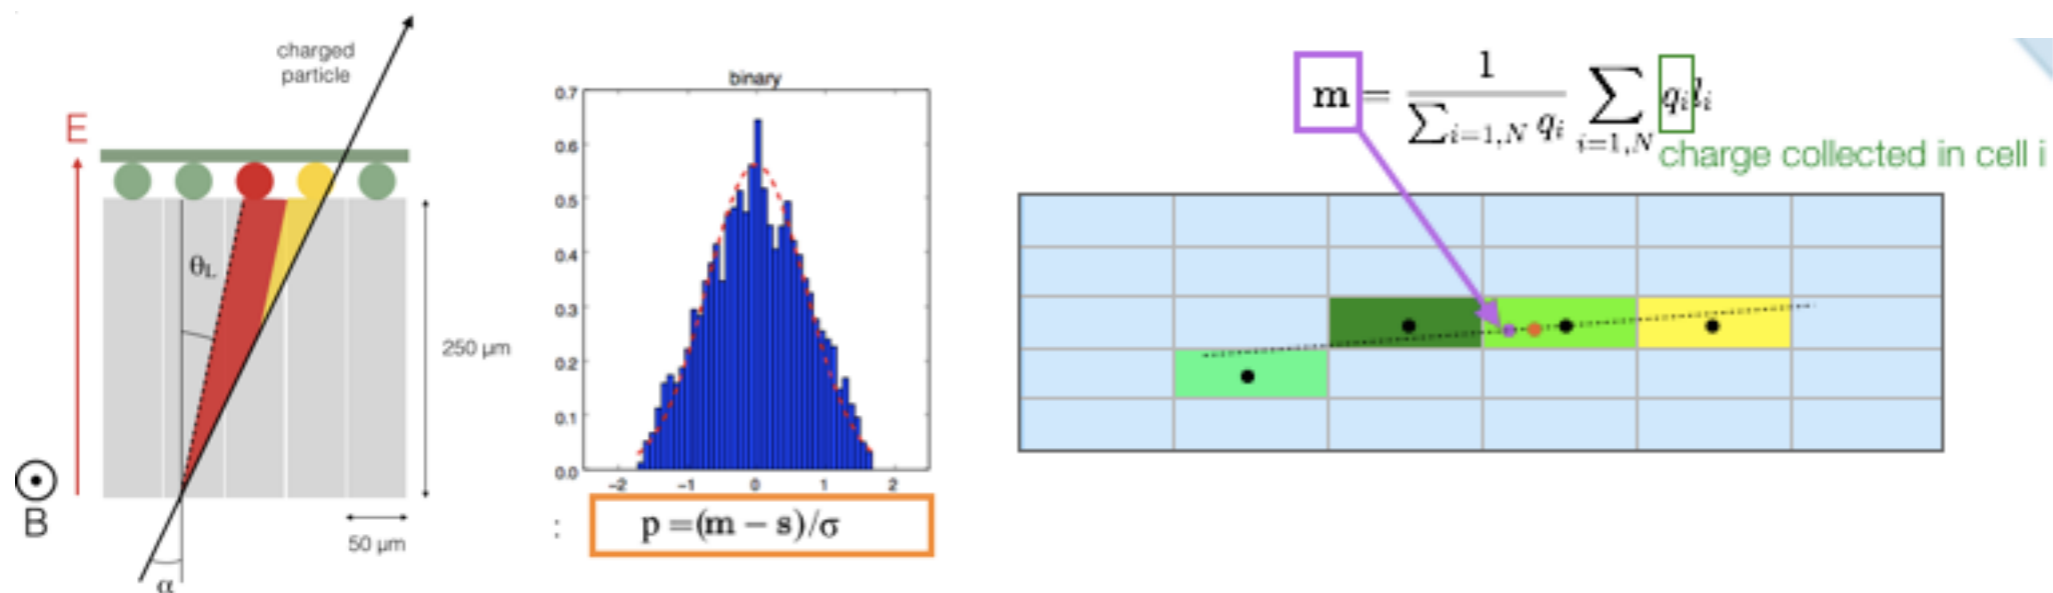 charged
particle
E
θL
250 μm
50 μm
B
α
binary
0.7
0.6
0.5
0.4
0.3
0.2
0.1
0.0
−2 −1 0 1 2
: p =(m − s)/σ
m = 1 / ∑i=1,N qi ∑i=1,N qi li
charge collected in cell i